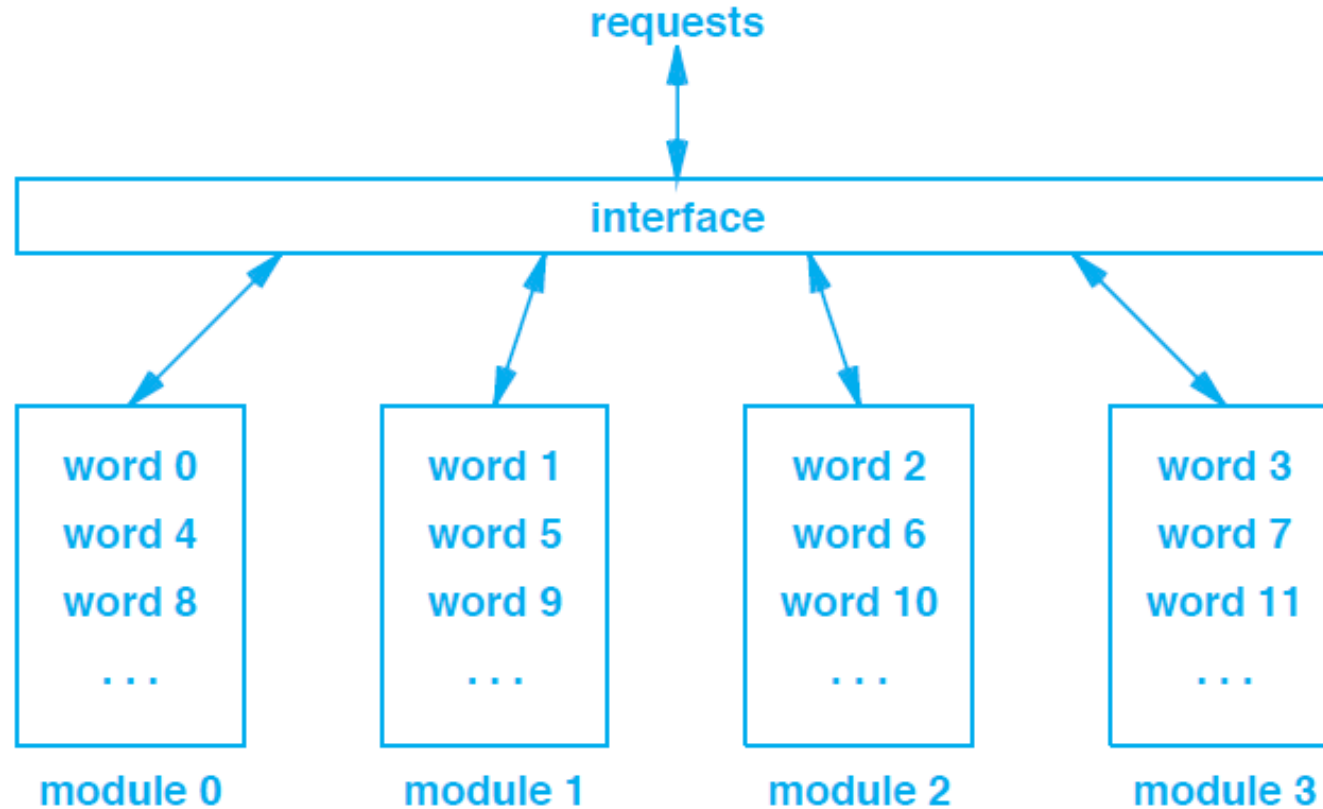 requests
interface
word 0 word 1 word 2 word 3
word 4 word 5 word 6 word 7
word 8 word 9 word 10 word 11
. . . . . . . . . . . .
module 0 module 1 module 2 module 3